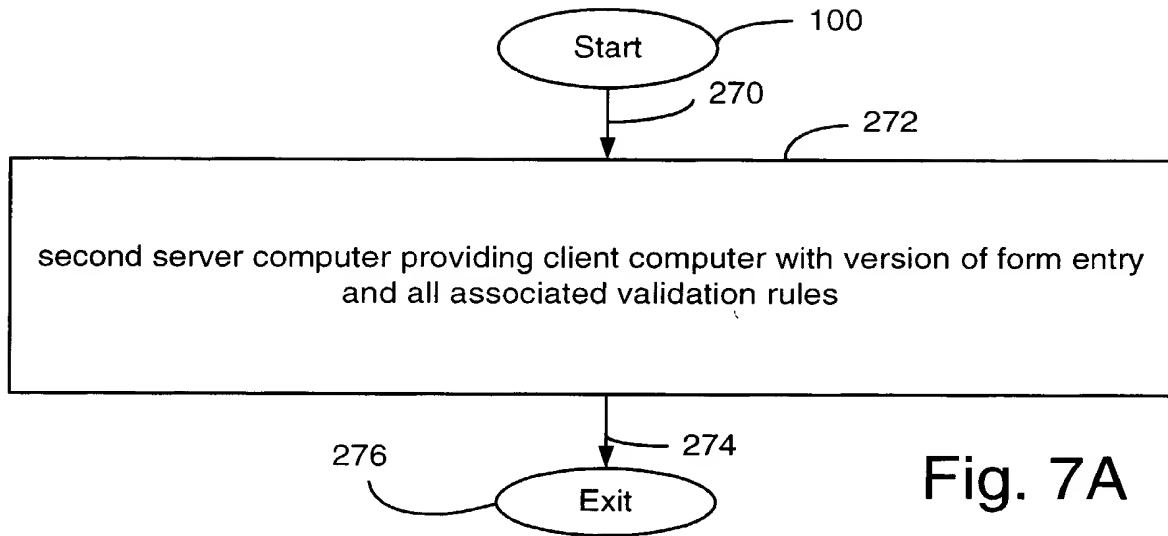 Start
100
270
272
second server computer providing client computer with version of form entry
and all associated validation rules
274
276
Exit
Fig. 7A